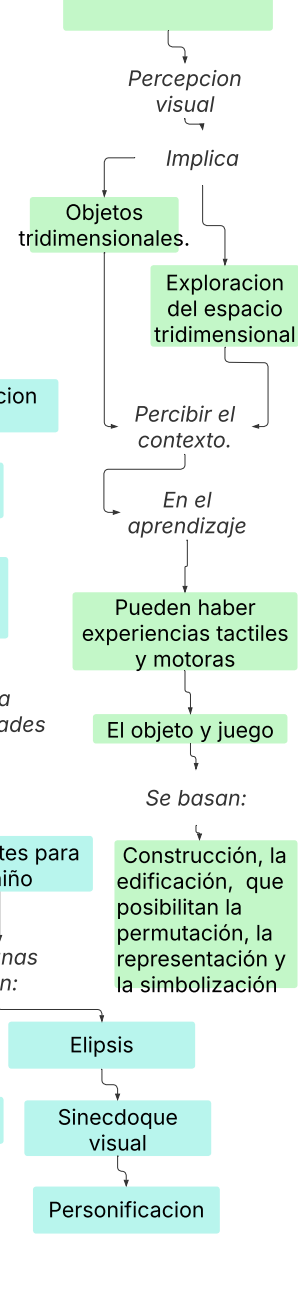 Percepcion
visual
Implica
Objetos
tridimensionales.
Exploracion
del espacio
tridimensional
Percibir el
contexto.
En el
aprendizaje
Pueden haber
experiencias tactiles
y motoras
El objeto y juego
Se basan:
Construcción, la
edificación, que
posibilitan la
permutación, la
representación y
la simbolización
Elipsis
Sinecdoque
visual
Personificacion
cion
a
ades
tes para
iño
nas
n: